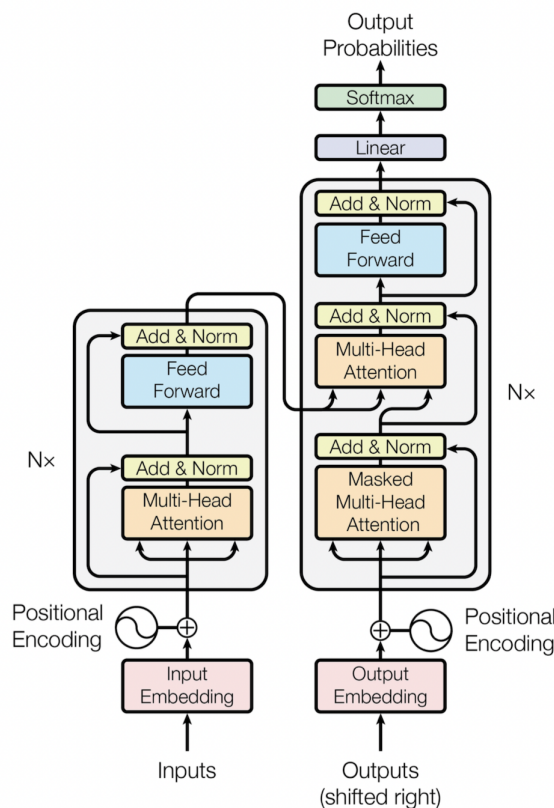 Output
Probabilities
Softmax
Linear
Add & Norm
Feed
Forward
Add & Norm
Multi-Head
Attention
Add & Norm
Masked
Multi-Head
Attention
N×
Add & Norm
Feed
Forward
Add & Norm
Multi-Head
Attention
N×
Positional
Encoding
Positional
Encoding
Input
Embedding
Output
Embedding
Inputs
Outputs
(shifted right)